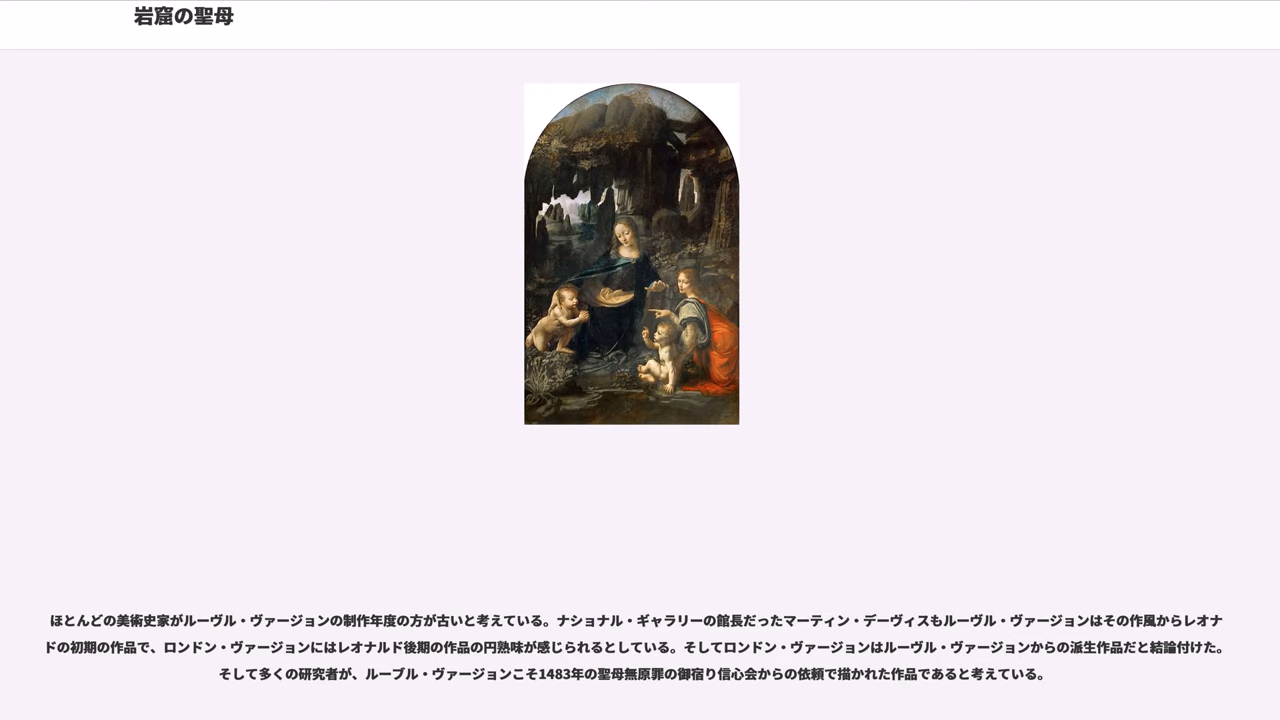 岩窟の聖母
ほとんどの美術史家がルーヴル・ヴァージョンの制作年度の方が古いと考えている。ナショナル・ギャラリーの館長だったマーティン・デーヴィスもルーヴル・ヴァージョンはその作風からレオナ
ドの初期の作品で、ロンドン・ヴァージョンにはレオナルド後期の作品の円熟味が感じられるとしている。そしてロンドン・ヴァージョンはルーヴル・ヴァージョンからの派生作品だと結論付けた。
そして多くの研究者が、ルーブル・ヴァージョンこそ1483年の聖母無原罪の御宿り信心会からの依頼で描かれた作品であると考えている。